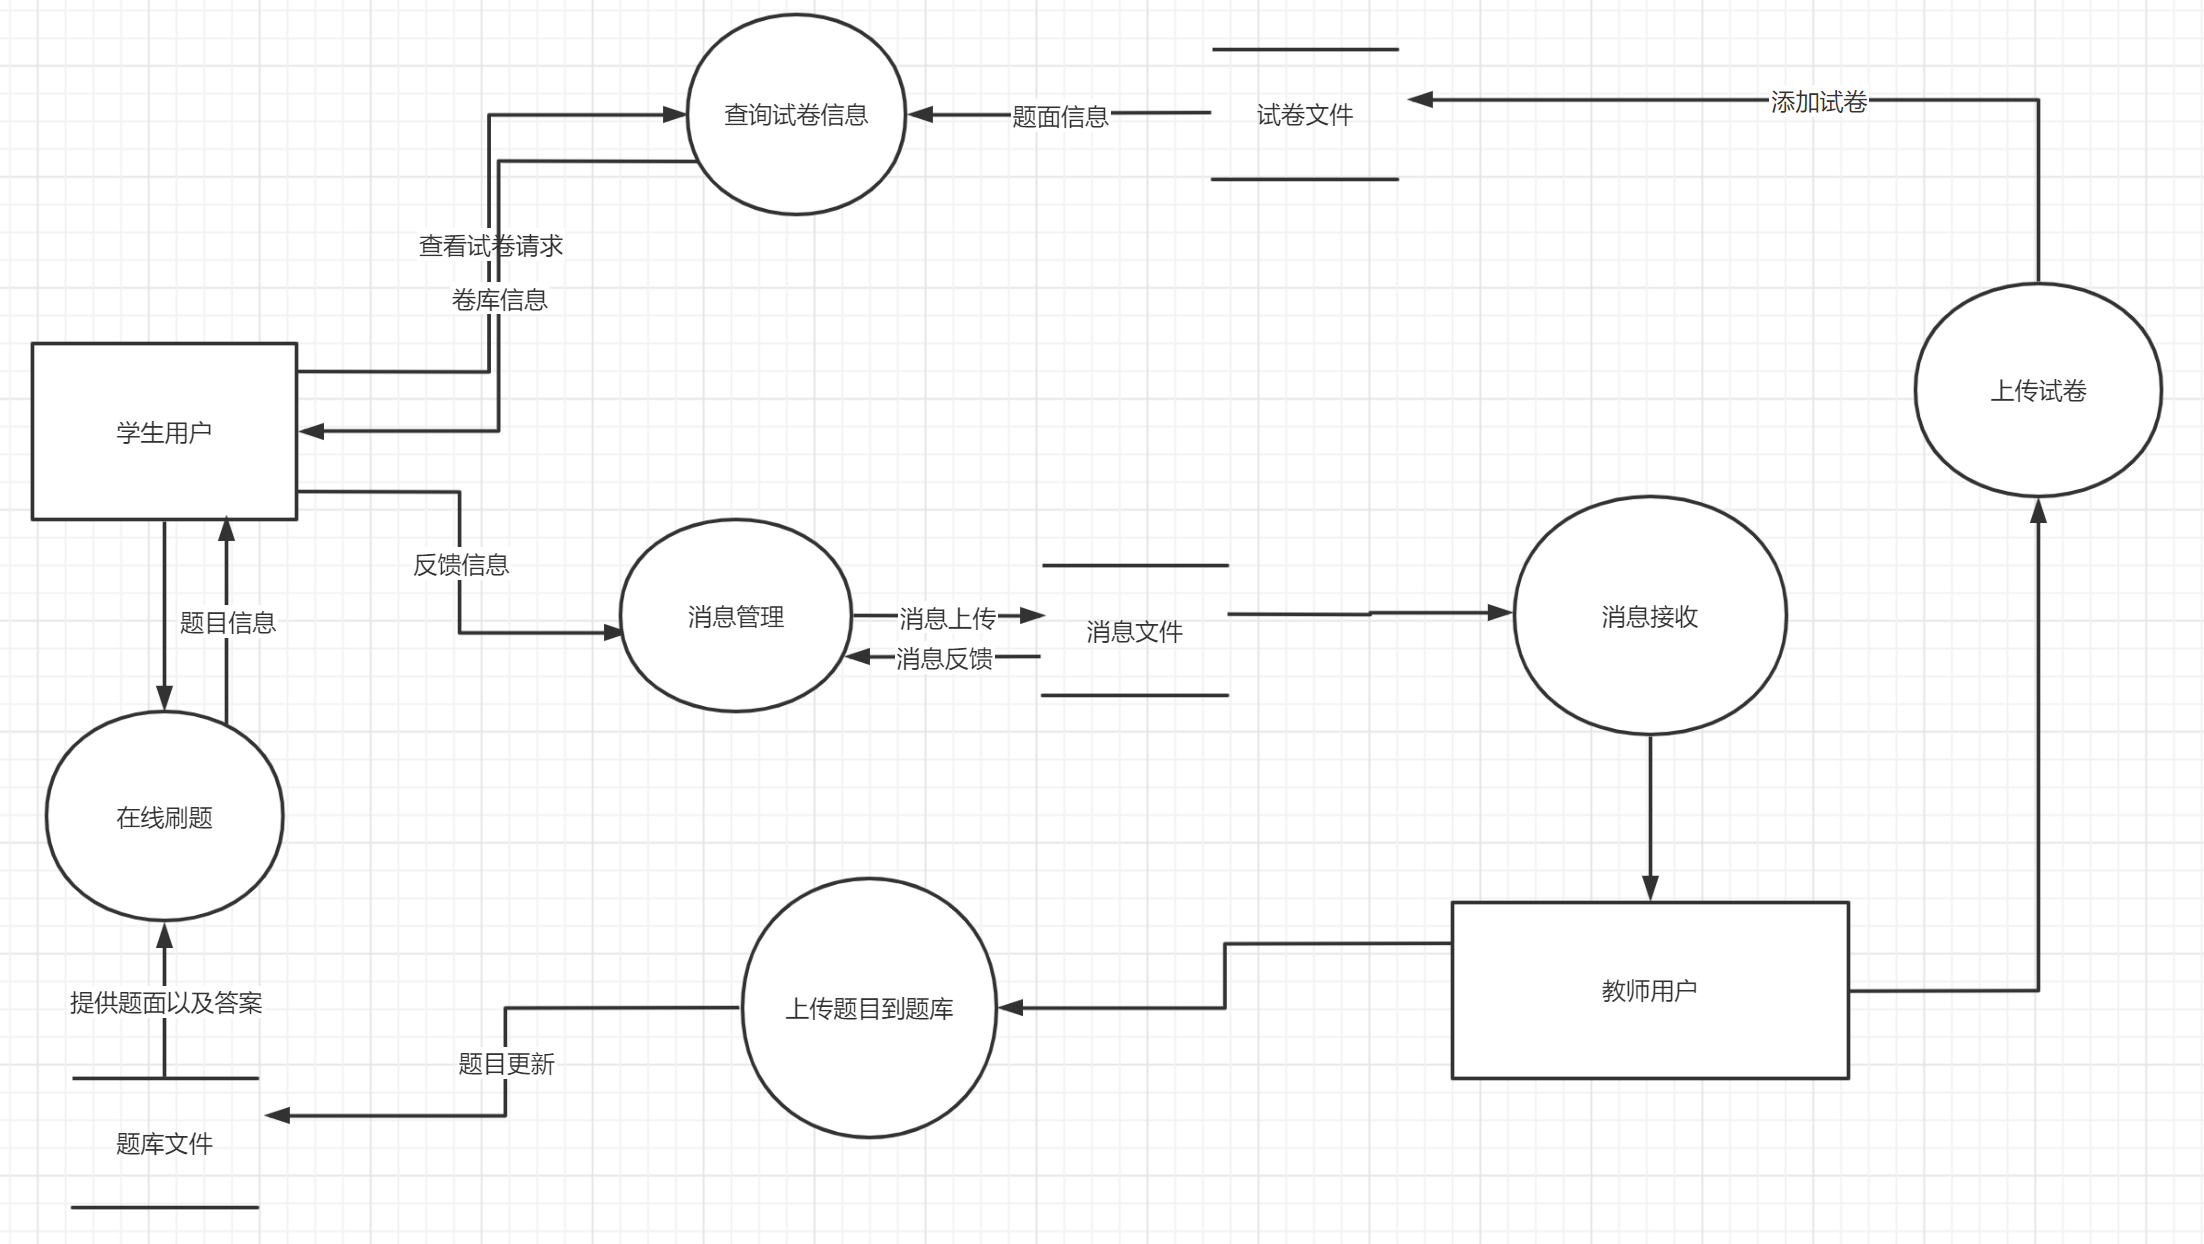 查询试卷信息
题面信息
试卷文件
添加试卷
查看试卷请求
卷库信息
上传试卷
学生用户
反馈信息
题目信息
消息管理
消息上传
消息反馈
消息文件
消息接收
在线刷题
提供题面以及答案
上传题目到题库
教师用户
题目更新
题库文件